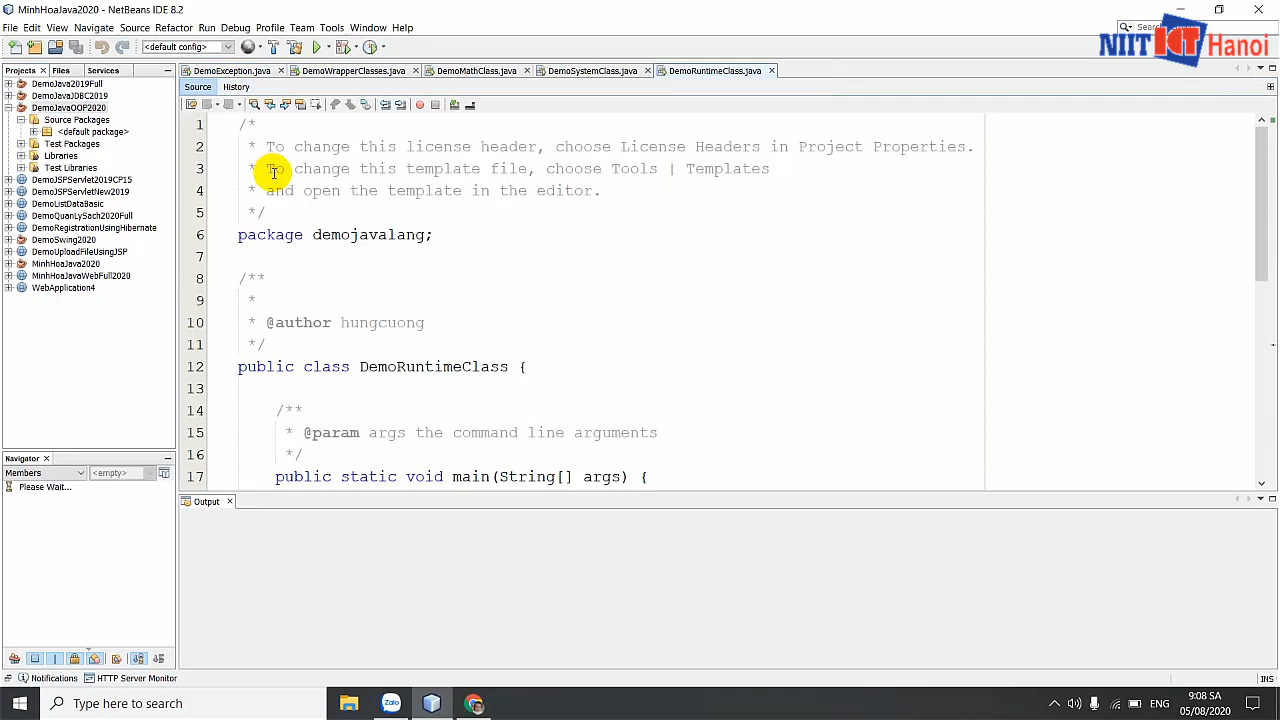 MinhHoaJava2020 - NetBeans IDE 8.2
File Edit View Navigate Source Refactor Run Debug Profile Team Tools Window Help
NIIT ICT Hanoi
<default config>
Projects Files Services
DemoException.java DemoWrapperClasses.java DemoMathClass.java DemoSystemClass.java DemoRuntimeClass.java
Source History
DemoJava2019Full
DemoJavaJDBC2019
DemoJavaOOP2020
Source Packages
<default package>
Test Packages
Libraries
Test Libraries
DemoJSPServlet2019CP15
DemoJSPServletNew2019
DemoListDataBasic
DemoQuanLySach2020Full
DemoRegistrationUsingHibernate
DemoSwing2020
DemoUploadFileUsingJSP
MinhHoaJava2020
MinhHoaJavaWebFull2020
WebApplication4
1 /*
2 * To change this license header, choose License Headers in Project Properties.
3 * To change this template file, choose Tools | Templates
4 * and open the template in the editor.
5 */
6 package demojavalang;
7
8 /**
9 *
10 * @author hungcuong
11 */
12 public class DemoRuntimeClass {
13
14 /**
15 * @param args the command line arguments
16 */
17 public static void main(String[] args) {
Navigator
Members <empty>
Please Wait...
Output
Notifications HTTP Server Monitor
INS
Type here to search
Zalo
ENG
9:08 SA
05/08/2020